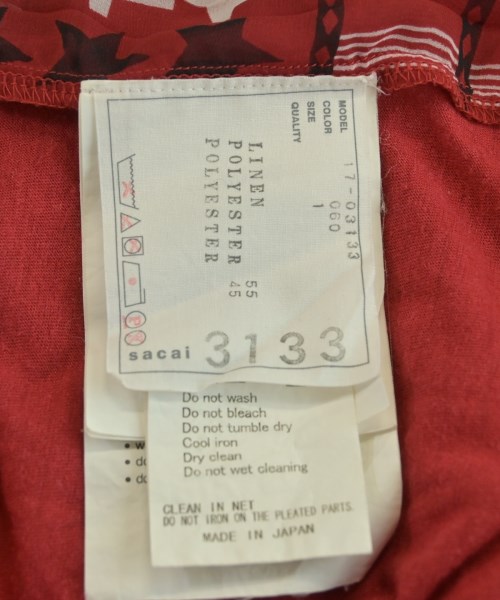 MODEL 17-03133
COLOR 060
SIZE 1
QUALITY
LINEN 55
POLYESTER 45
POLYESTER
sacai 3133
Do not wash
Do not bleach
Do not tumble dry
Cool iron
Dry clean
Do not wet cleaning
CLEAN IN NET
DO NOT IRON ON THE PLEATED PARTS.
MADE IN JAPAN